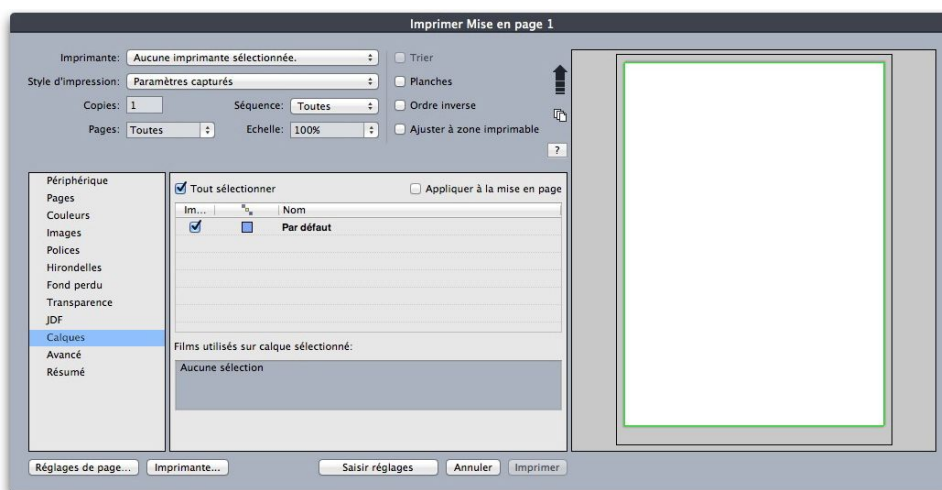 Imprimer Mise en page 1
Imprimante: Aucune imprimante sélectionnée.
Trier
Style d'impression: Paramètres capturés
Planches
Copies: 1 Séquence: Toutes
Ordre inverse
Pages: Toutes Echelle: 100%
Ajuster à zone imprimable
?
Périphérique
Pages
Couleurs
Images
Polices
Hirondelles
Fond perdu
Transparence
JDF
Calques
Avancé
Résumé
Tout sélectionner Appliquer à la mise en page
Im... Nom
Par défaut
Films utilisés sur calque sélectionné:
Aucune sélection
Réglages de page... Imprimante... Saisir réglages Annuler Imprimer